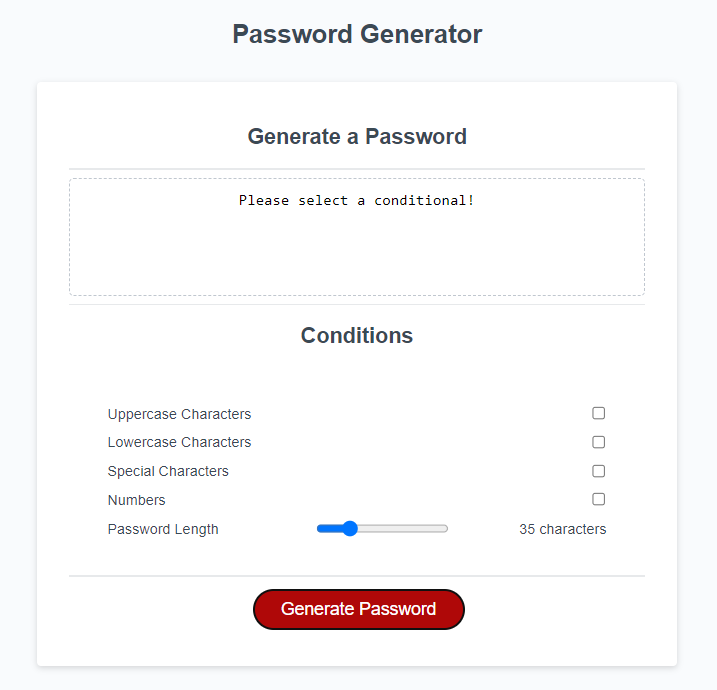 Password Generator
Generate a Password
Please select a conditional!
Conditions
Uppercase Characters
Lowercase Characters
Special Characters
Numbers
Password Length 35 characters
Generate Password